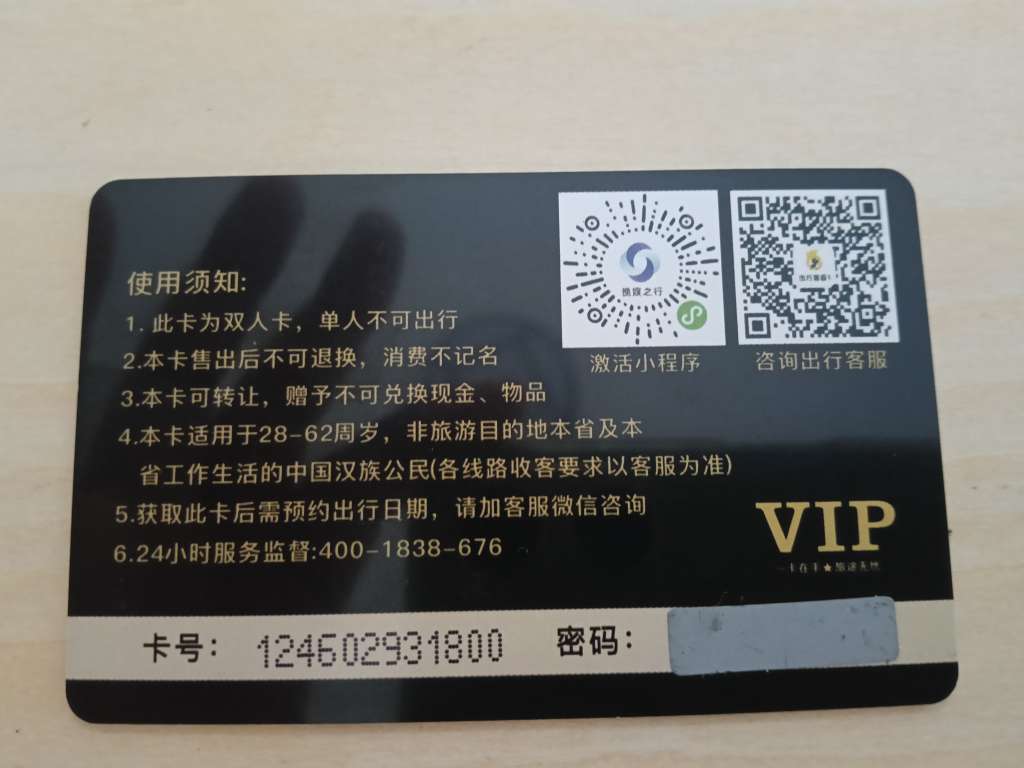 使用须知:
1. 此卡为双人卡，单人不可出行
2.本卡售出后不可退换，消费不记名
3.本卡可转让，赠予不可兑换现金、物品
4.本卡适用于28-62周岁，非旅游目的地本省及本
省工作生活的中国汉族公民(各线路收客要求以客服为准)
5.获取此卡后需预约出行日期，请加客服微信咨询
6.24小时服务监督:400-1838-676
激活小程序
咨询出行客服
VIP
一卡在手★旅途无忧
卡号: 124602931800 密码: